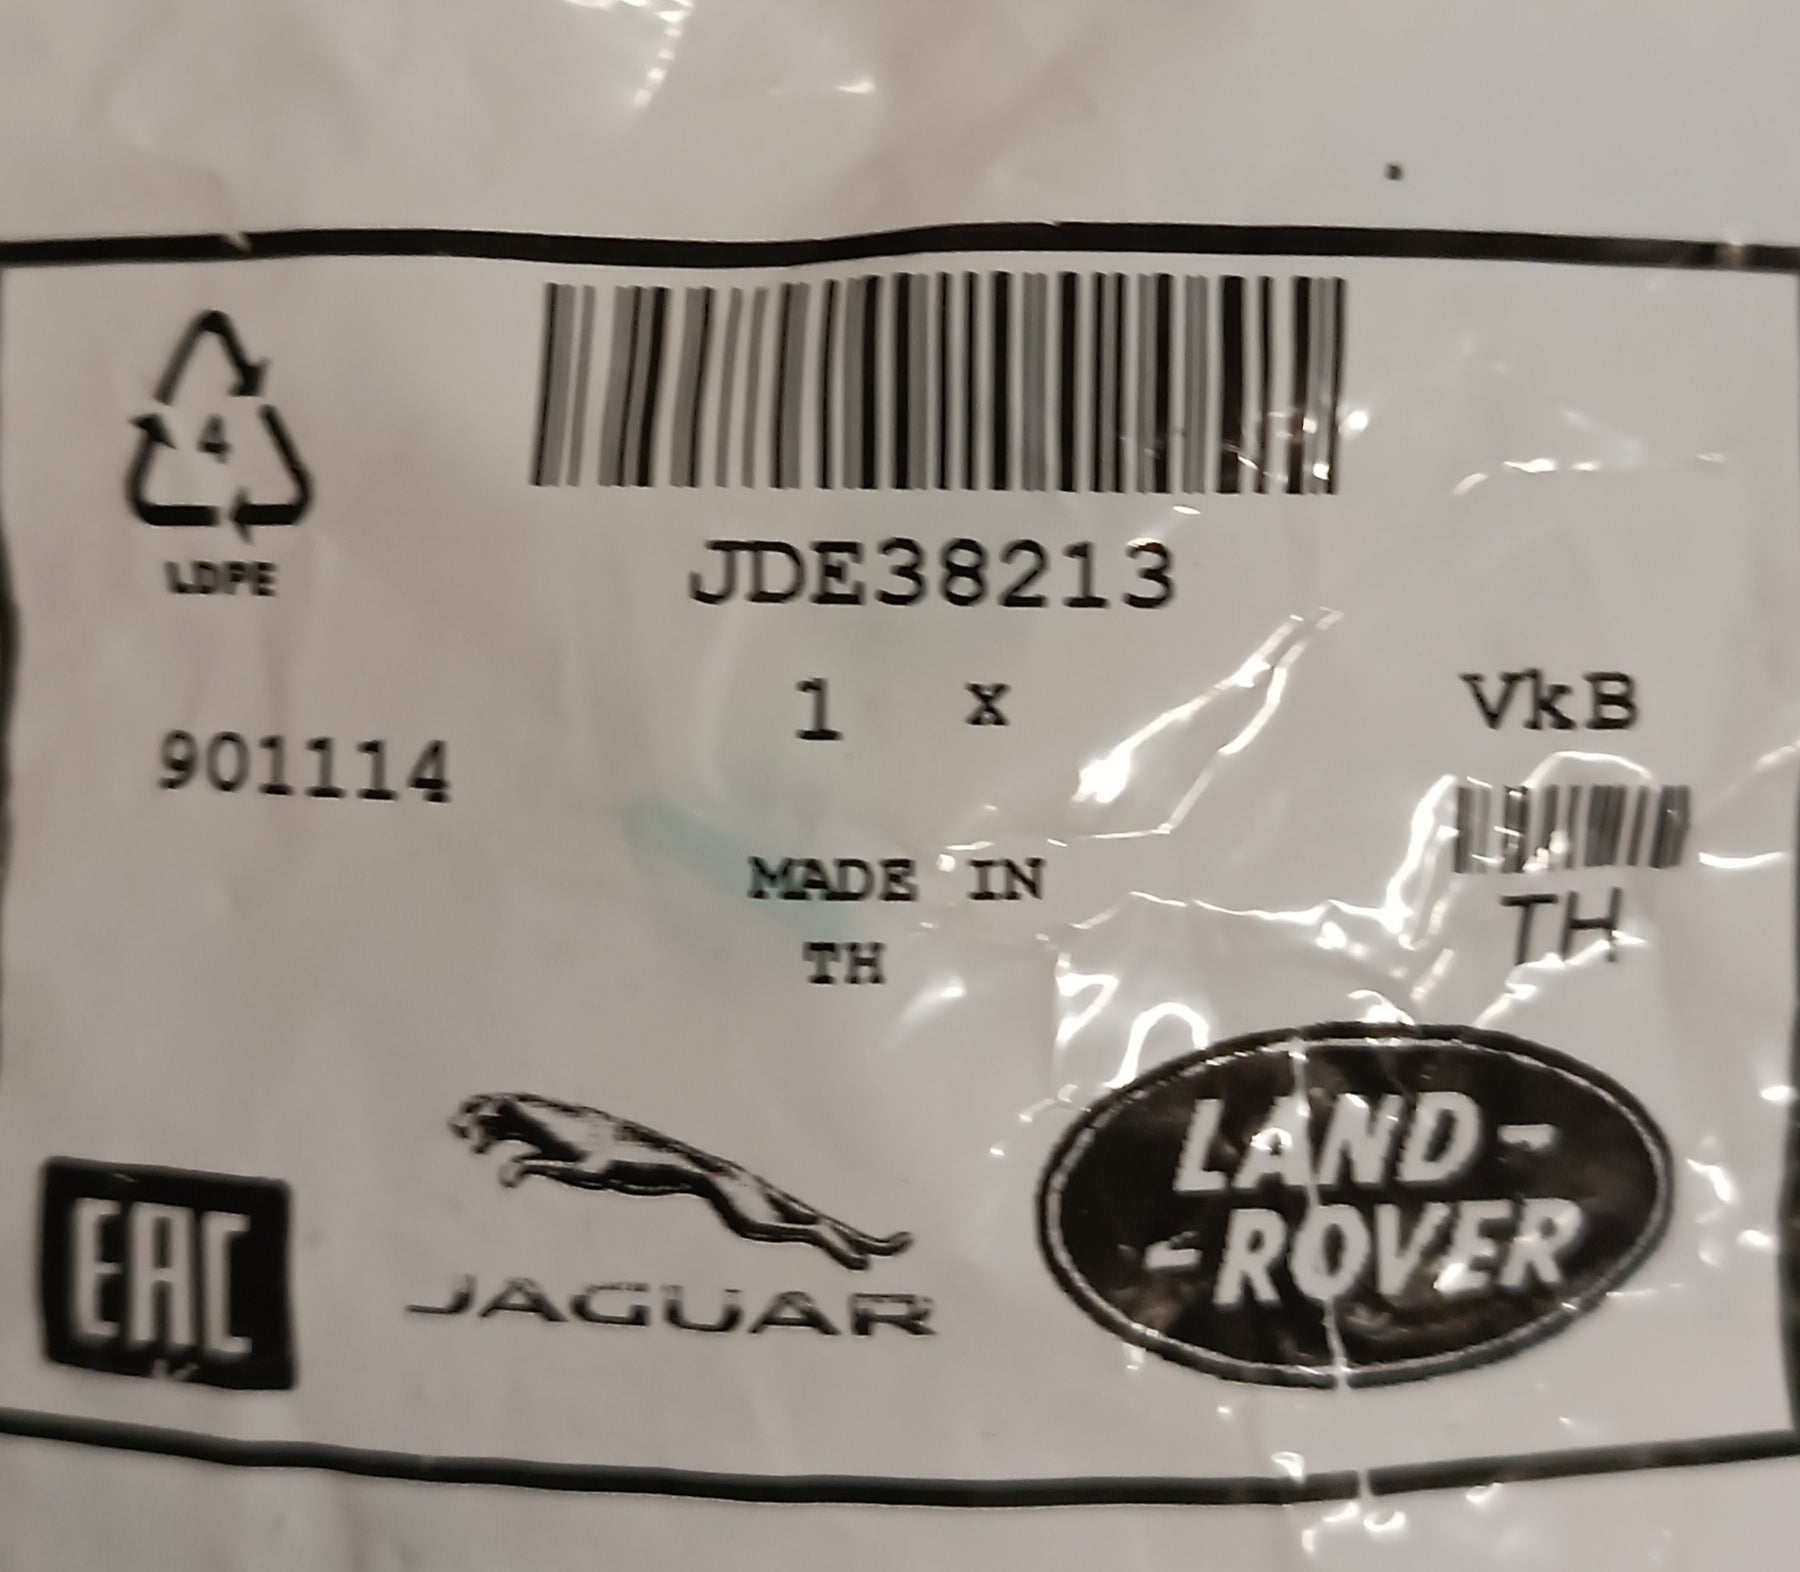 4
LDPE
JDE38213
1 x
VkB
901114
MADE IN
TH
TH
EAC
JAGUAR
LAND-
-ROVER